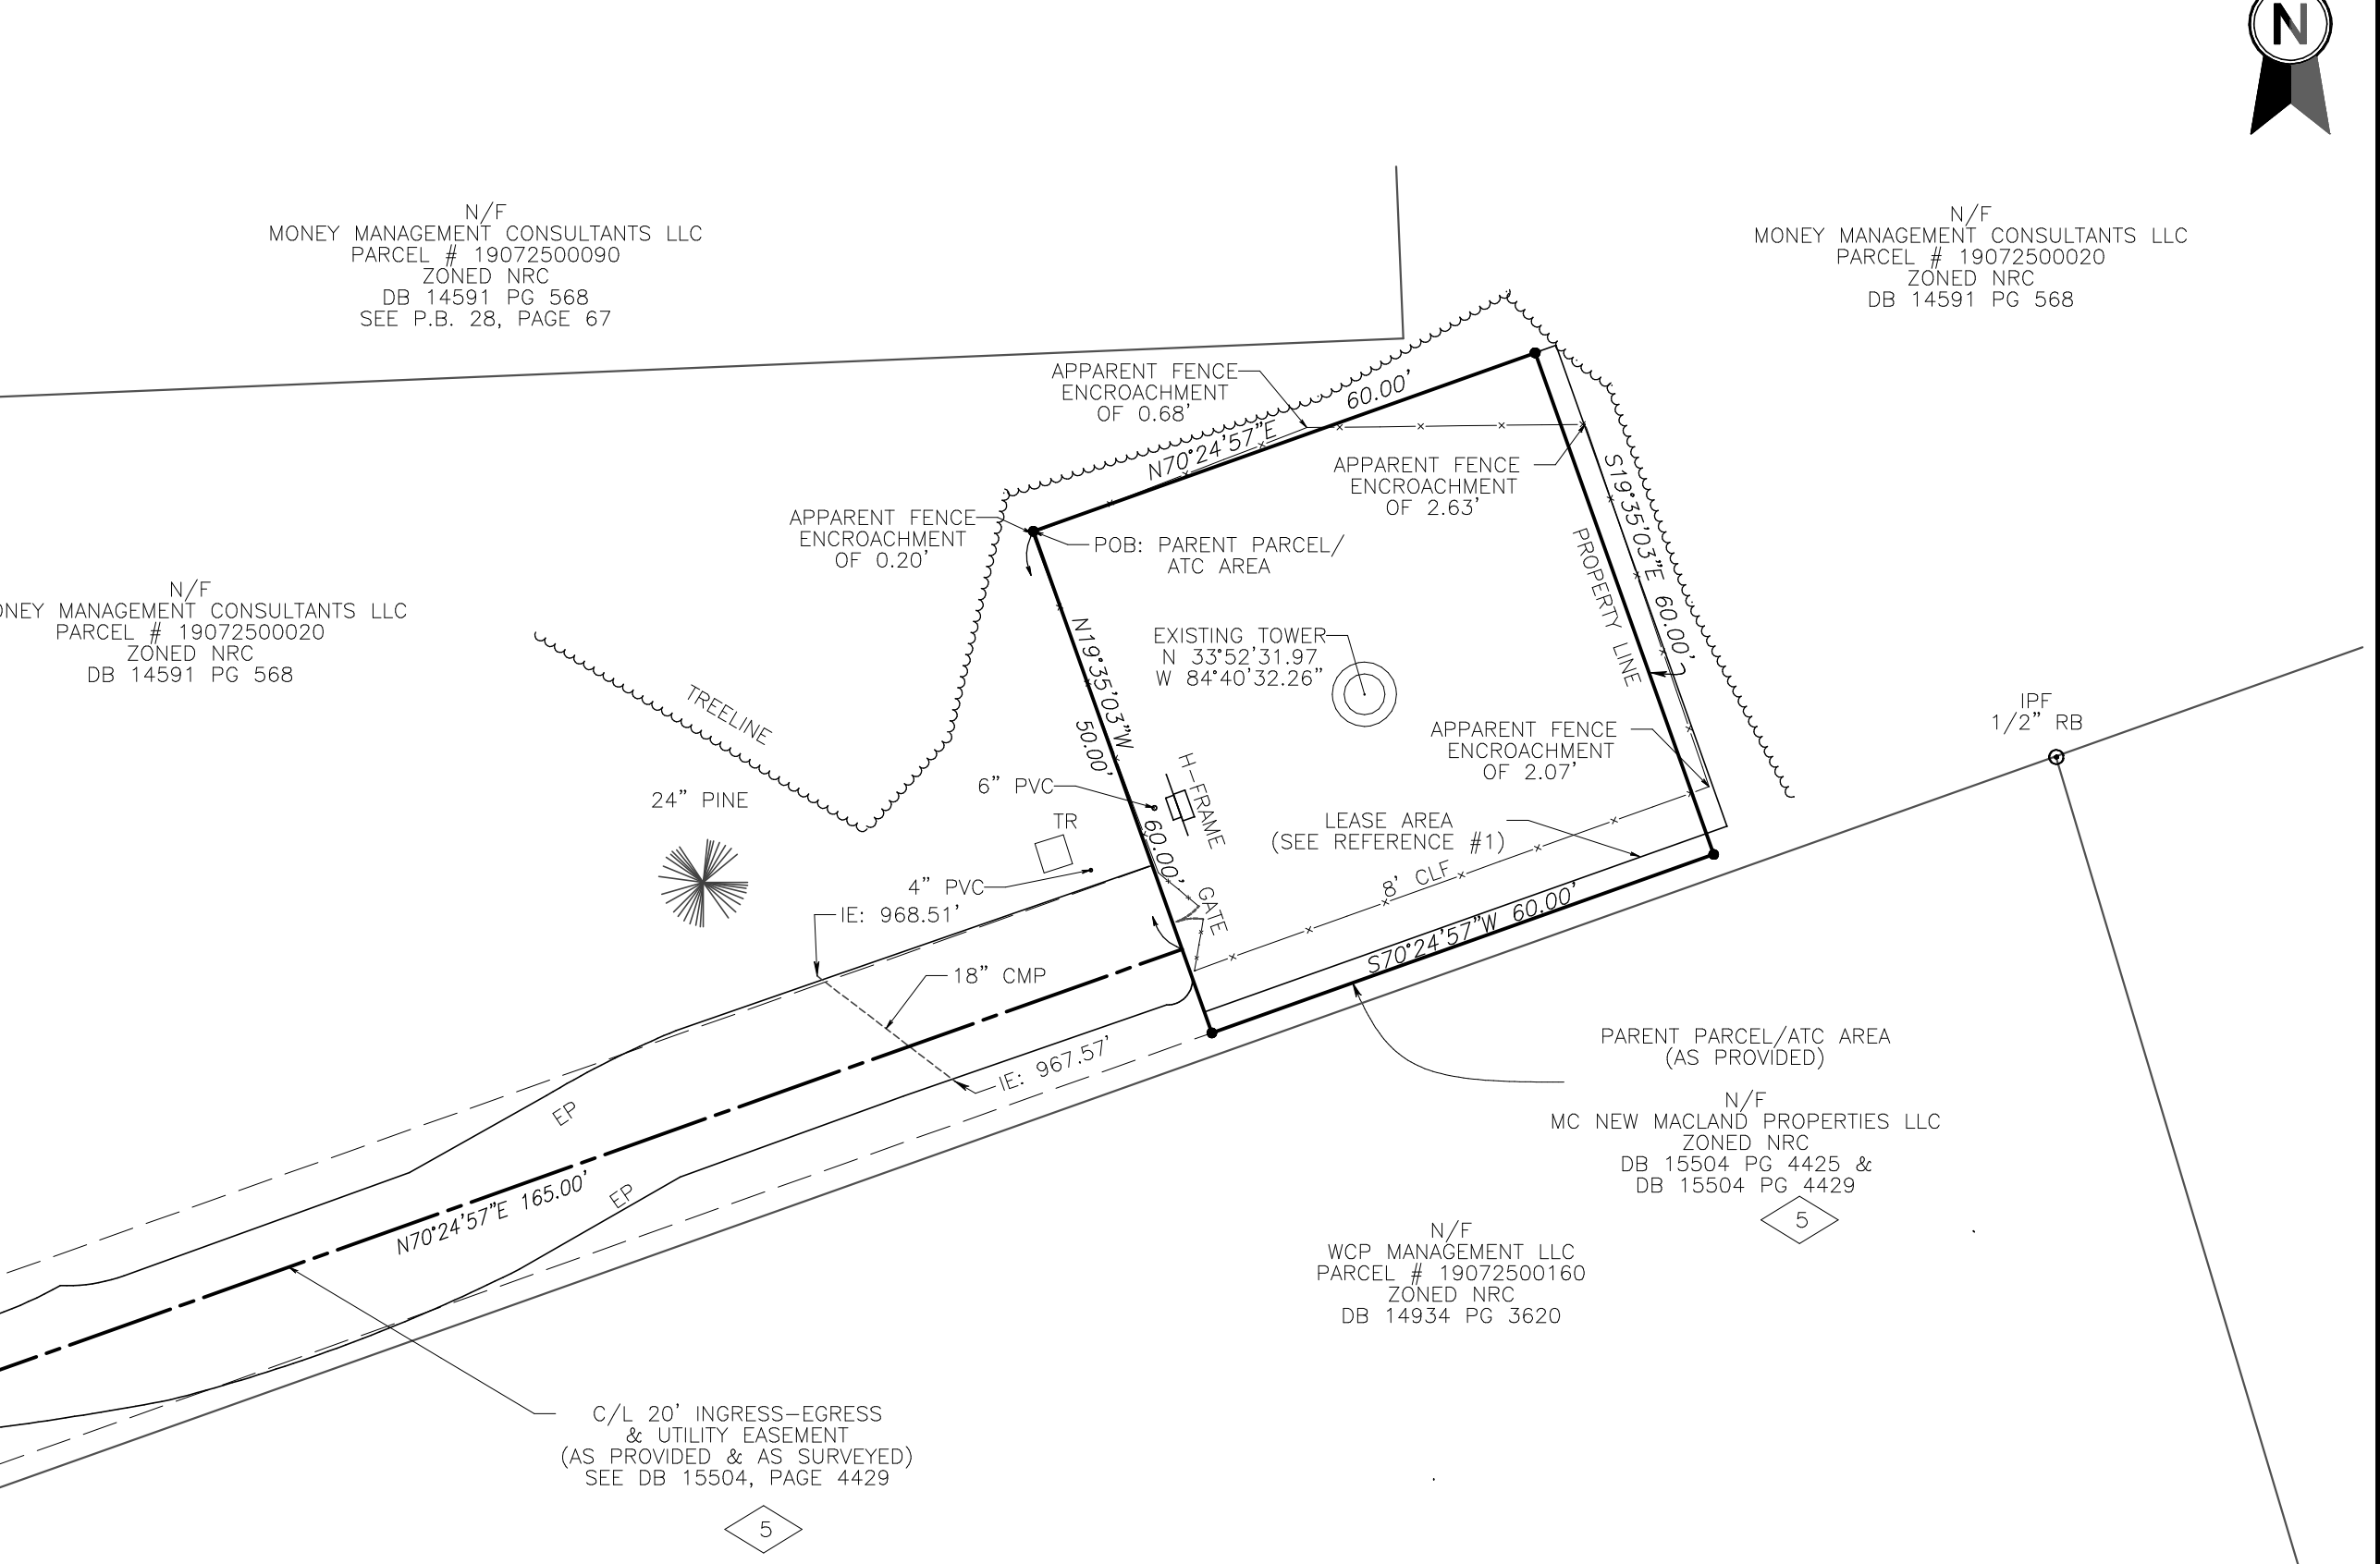 N
N/F
MONEY MANAGEMENT CONSULTANTS LLC
PARCEL # 19072500090
ZONED NRC
DB 14591 PG 568
SEE P.B. 28, PAGE 67
N/F
MONEY MANAGEMENT CONSULTANTS LLC
PARCEL # 19072500020
ZONED NRC
DB 14591 PG 568
APPARENT FENCE
ENCROACHMENT
OF 0.68'
N70°24'57"E
60.00'
APPARENT FENCE
ENCROACHMENT
OF 2.63'
S19°35'03"E 60.00'
PROPERTY LINE
APPARENT FENCE
ENCROACHMENT
OF 0.20'
POB: PARENT PARCEL/
ATC AREA
N/F
ONEY MANAGEMENT CONSULTANTS LLC
PARCEL # 19072500020
ZONED NRC
DB 14591 PG 568
TREELINE
N19°35'03"W
50.00'
60.00'
EXISTING TOWER
N 33°52'31.97
W 84°40'32.26"
IPF
1/2" RB
APPARENT FENCE
ENCROACHMENT
OF 2.07'
H-FRAME
6" PVC
24" PINE
TR
LEASE AREA
(SEE REFERENCE #1)
8' CLF
4" PVC
GATE
IE: 968.51'
S70°24'57"W 60.00'
18" CMP
IE: 967.57'
PARENT PARCEL/ATC AREA
(AS PROVIDED)
N/F
MC NEW MACLAND PROPERTIES LLC
ZONED NRC
DB 15504 PG 4425 &
DB 15504 PG 4429
5
EP
EP
N70°24'57"E 165.00'
N/F
WCP MANAGEMENT LLC
PARCEL # 19072500160
ZONED NRC
DB 14934 PG 3620
C/L 20' INGRESS-EGRESS
& UTILITY EASEMENT
(AS PROVIDED & AS SURVEYED)
SEE DB 15504, PAGE 4429
5